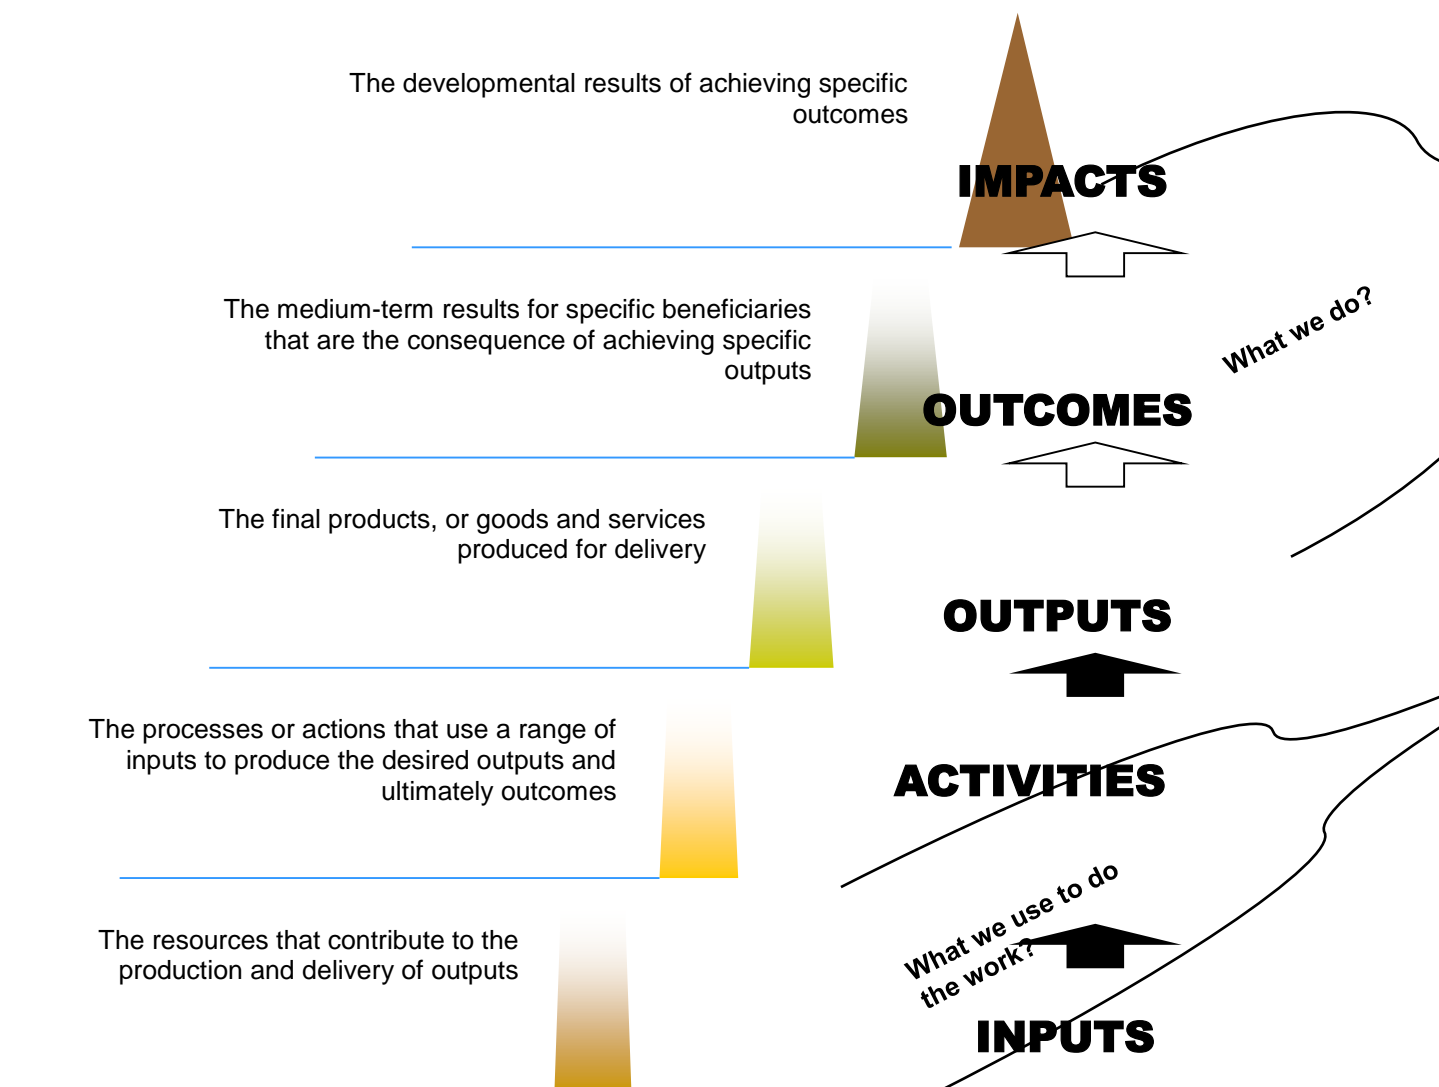 The developmental results of achieving specific
outcomes
IMPACTS
The medium-term results for specific beneficiaries
that are the consequence of achieving specific
outputs
What we do?
OUTCOMES
The final products, or goods and services
produced for delivery
OUTPUTS
The processes or actions that use a range of
inputs to produce the desired outputs and
ultimately outcomes
ACTIVITIES
The resources that contribute to the
production and delivery of outputs
What we use to do
the work?
INPUTS